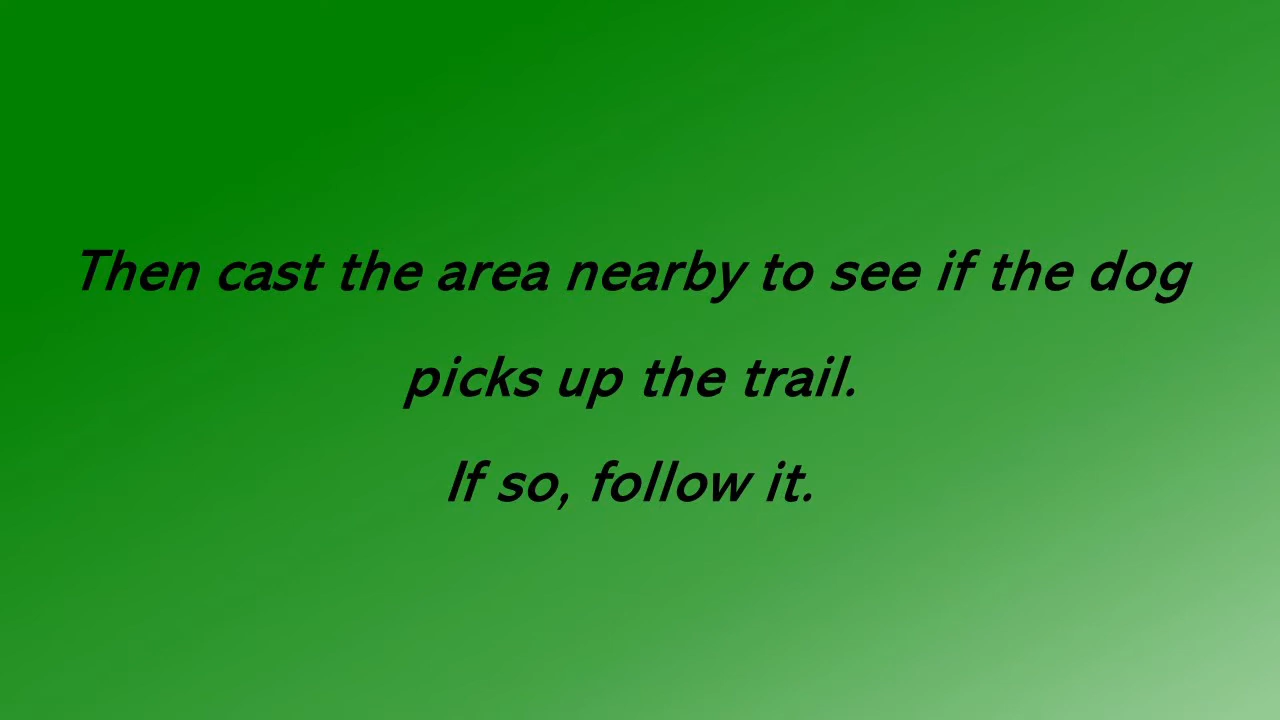 Then cast the area nearby to see if the dog
picks up the trail.
If so, follow it.